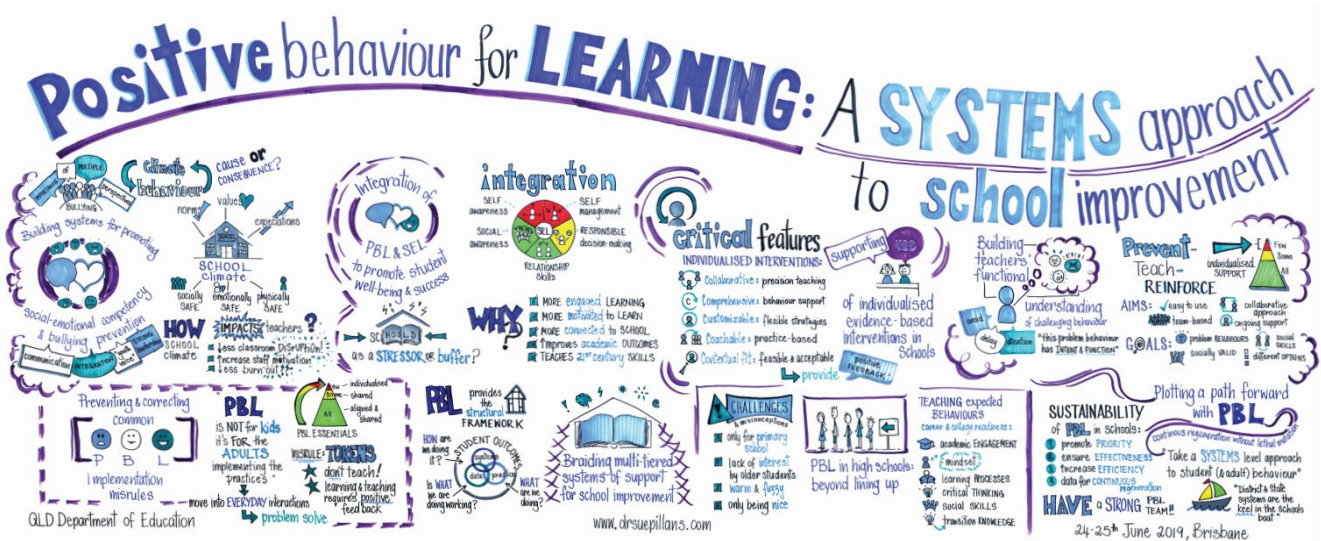 Positive behaviour for LEARNING: A SYSTEMS approach
to school improvement
IMPORTANCE of MULTIPLE perspectives
BULLYING
climate
behaviour
cause or
CONSEQUENCE?
norms
values
expectations
SCHOOL
climate
socially
SAFE
emotionally
SAFE
physically
SAFE
Building systems for promoting
social-emotional competency
& bullying prevention
communication
INTEGRATION
HOW
SCHOOL
climate
IMPACTS teachers?
less classroom DISRUPTION!
increase staff motivation
less burn out!
Integration of
PBL & SEL
to promote student
well-being & success
SCHOOLS
as a STRESSOR or buffer?
integration
SELF
awareness
SELF
management
SOCIAL
awareness
SEL
RESPONSIBLE
decision-making
RELATIONSHIP
skills
WHY?
MORE engaged LEARNING
MORE motivated to LEARN
MORE connected to SCHOOL
improves academic OUTCOMES
TEACHES 21st century SKILLS
critical features
INDIVIDUALISED INTERVENTIONS:
Collaborative: precision teaching
Comprehensive: behaviour support
Customizable: flexible strategies
Coachable: practice-based
Contextual fit: feasible & acceptable
provide
positive
FEEDBACK
supporting
USE
of individualised
evidence-based
interventions in
Schools
Building
teachers'
functional
understanding
of challenging behaviour
avoid
delay
attention
"this problem behaviour
has INTENT & FUNCTION"
PREVENT-
TEACH-
REINFORCE
individualised
SUPPORT
Few
Some
All
AIMS:
easy to use
team-based
collaborative
approach
ongoing support
GOALS:
problem BEHAVIOURS
socially VALID
SOCIAL
SKILLS
different OPTIONS
Preventing & correcting
common
P B L
implementation
misrules
"PBL
is NOT for kids
it's FOR the
ADULTS
implementing the
practices"
move into EVERYDAY interactions
problem solve
Few
some
All
individualised
shared
aligned &
shared
PBL ESSENTIALS
MISRULE: TOKENS
don't teach!
learning & teaching
requires positive
feedback
PBL
provides
the
structural
FRAMEWORK
HOW are
we doing
it?
STUDENT OUTCOMES
systems
data
practices
IS WHAT
we are
doing working?
WHAT
are we
doing?
Braiding multi-tiered
systems of support
for school improvement
CHALLENGES
& misconceptions
only for primary
school
lack of interest
by older students
warm & fuzzy
only being nice
PBL in high schools:
beyond lining up
TEACHING expected
BEHAVIOURS
career & college readiness:
academic ENGAGEMENT
mindset
learning PROCESSES
critical THINKING
social SKILLS
transition KNOWLEDGE
Plotting a path forward
with PBL
continuous regeneration without lethal mutation
SUSTAINABILITY
of PBL in schools:
promote PRIORITY
ensure EFFECTIVENESS
increase EFFICIENCY
data for CONTINUOUS
regeneration
"Take a SYSTEMS level approach
to student (& adult) behaviour"
HAVE a STRONG PBL TEAM!!
"District & State
systems are the
keel in the schools
boat"
QLD Department of Education
www.drsuepillans.com
24-25th June 2019, Brisbane